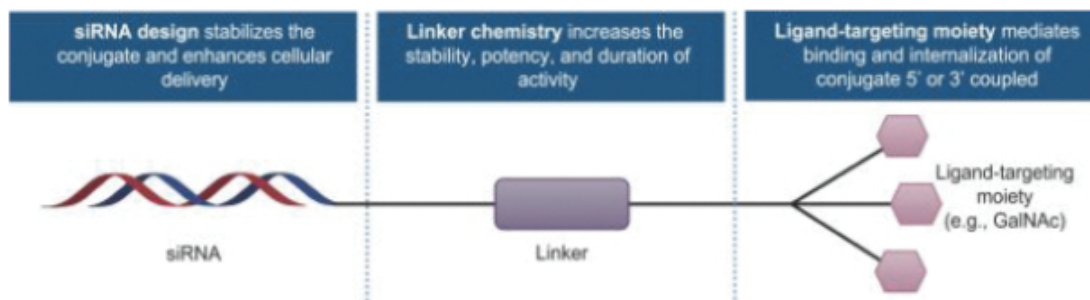 siRNA design stabilizes
the conjugate and enhances cellular
delivery
Linker chemistry increases the
stability, potency, and duration of
activity
Ligand-targeting moiety mediates
binding and internalization of
conjugate 5' or 3' coupled
siRNA
Linker
Ligand-targeting
moiety
(e.g., GalNAc)